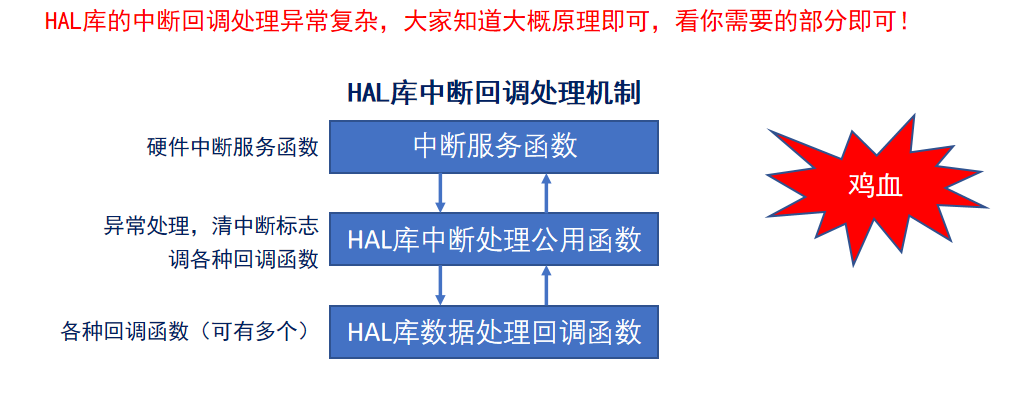 HAL库的中断回调处理异常复杂，大家知道大概原理即可，看你需要的部分即可！
HAL库中断回调处理机制
硬件中断服务函数
中断服务函数
鸡血
异常处理，清中断标志
调各种回调函数
HAL库中断处理公用函数
各种回调函数（可有多个）
HAL库数据处理回调函数